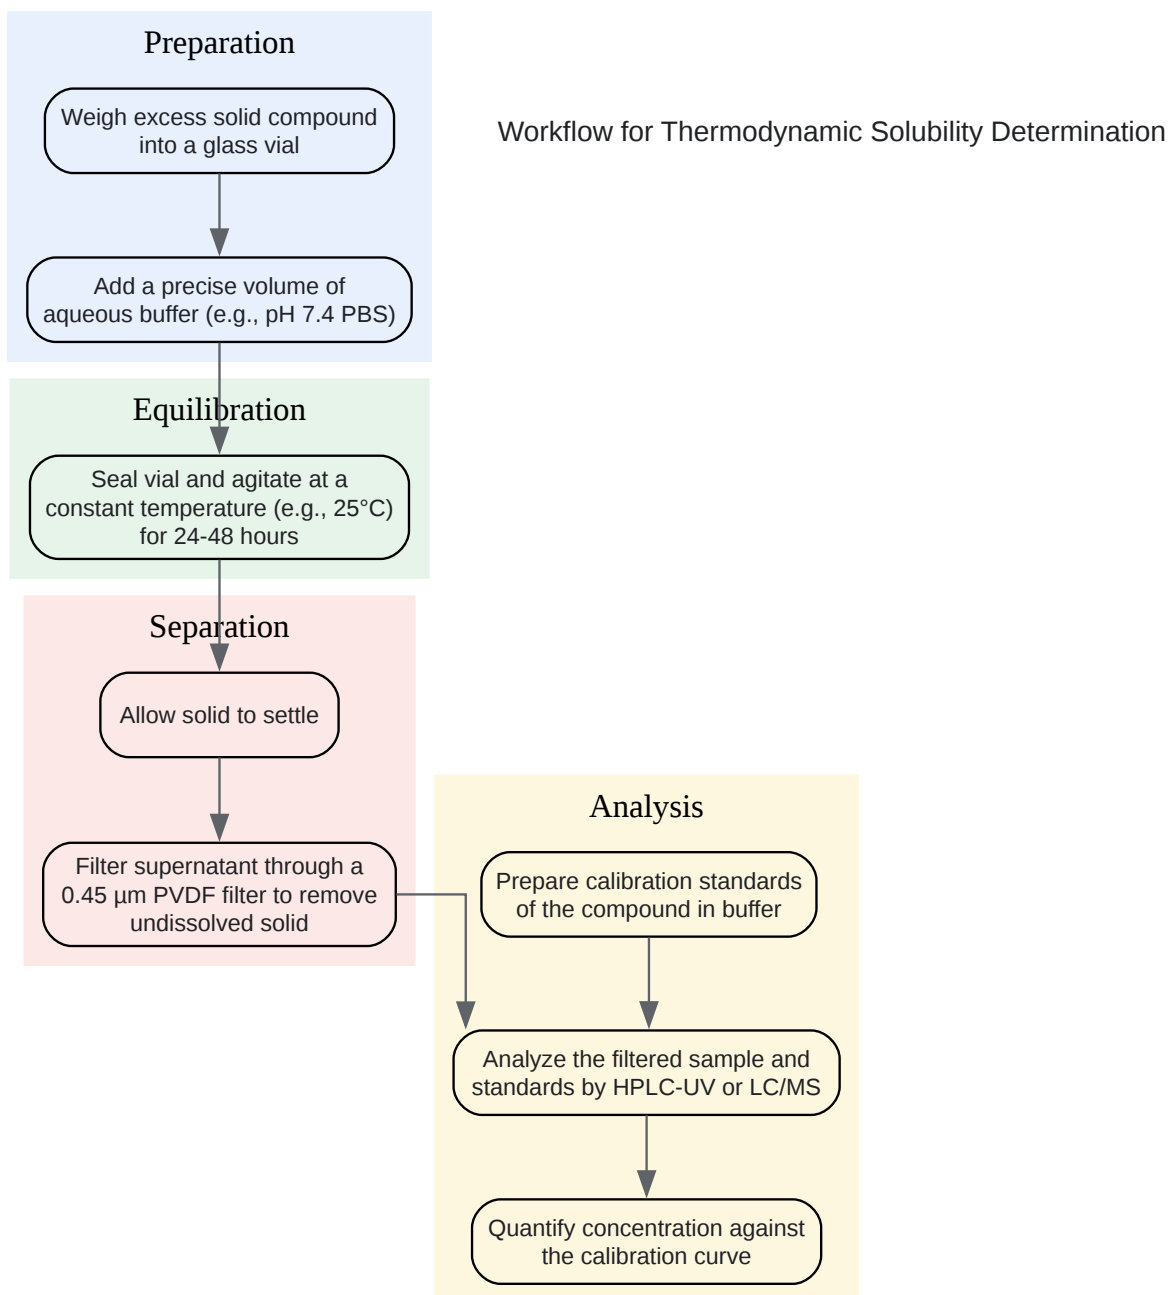 Preparation
Weigh excess solid compound
into a glass vial
Workflow for Thermodynamic Solubility Determination
Add a precise volume of
aqueous buffer (e.g., pH 7.4 PBS)
Equilibration
Seal vial and agitate at a
constant temperature (e.g., 25°C)
for 24-48 hours
Separation
Allow solid to settle
Filter supernatant through a
0.45 µm PVDF filter to remove
undissolved solid
Analysis
Prepare calibration standards
of the compound in buffer
Analyze the filtered sample and
standards by HPLC-UV or LC/MS
Quantify concentration against
the calibration curve